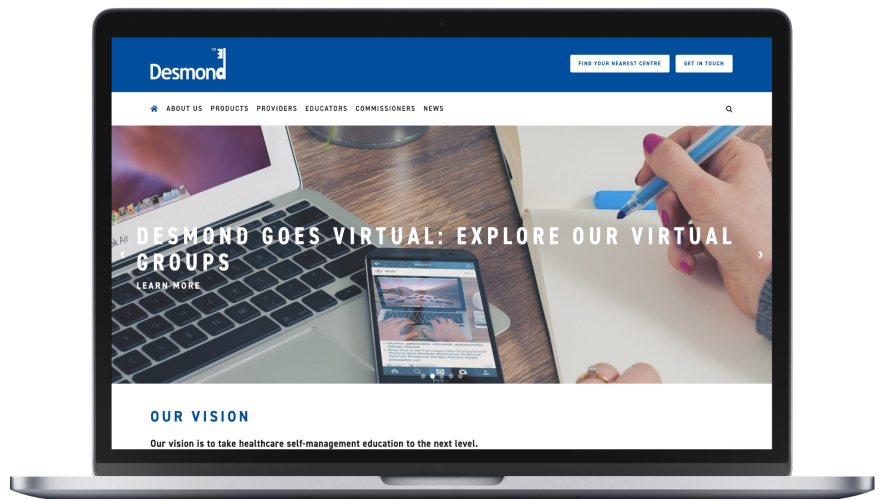 TM
Desmond
FIND YOUR NEAREST CENTRE
GET IN TOUCH
ABOUT US
PRODUCTS
PROVIDERS
EDUCATORS
COMMISSIONERS
NEWS
DESMOND GOES VIRTUAL: EXPLORE OUR VIRTUAL
GROUPS
LEARN MORE
OUR VISION
Our vision is to take healthcare self-management education to the next level.